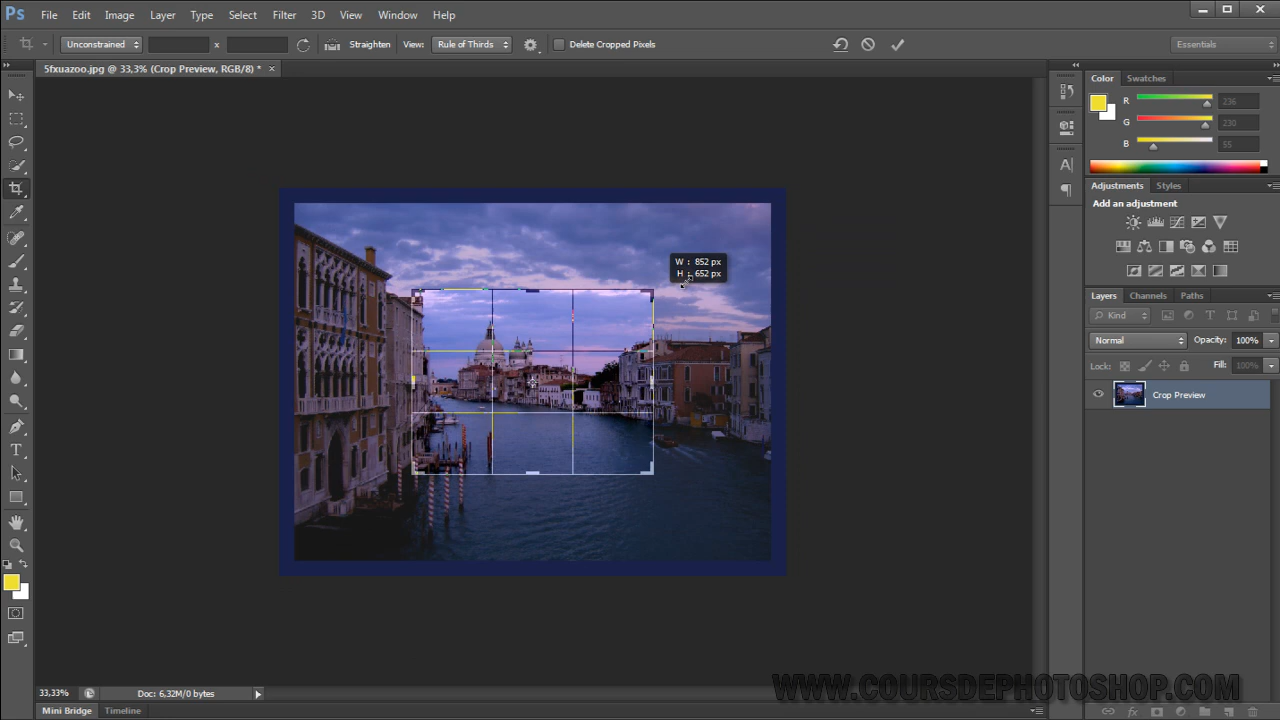 Ps File Edit Image Layer Type Select Filter 3D View Window Help
Unconstrained x Straighten View: Rule of Thirds Delete Cropped Pixels Essentials
5fxuazoo.jpg @ 33,3% (Crop Preview, RGB/8) * ×
Color Swatches
R 236
G 230
B 55
Adjustments Styles
Add an adjustment
W : 852 px
H : 652 px
Layers Channels Paths
Kind
Normal Opacity: 100%
Lock: Fill: 100%
Crop Preview
33,33% Doc: 6,32M/0 bytes
WWW.COURSDEPHOTOSHOP.COM
Mini Bridge Timeline